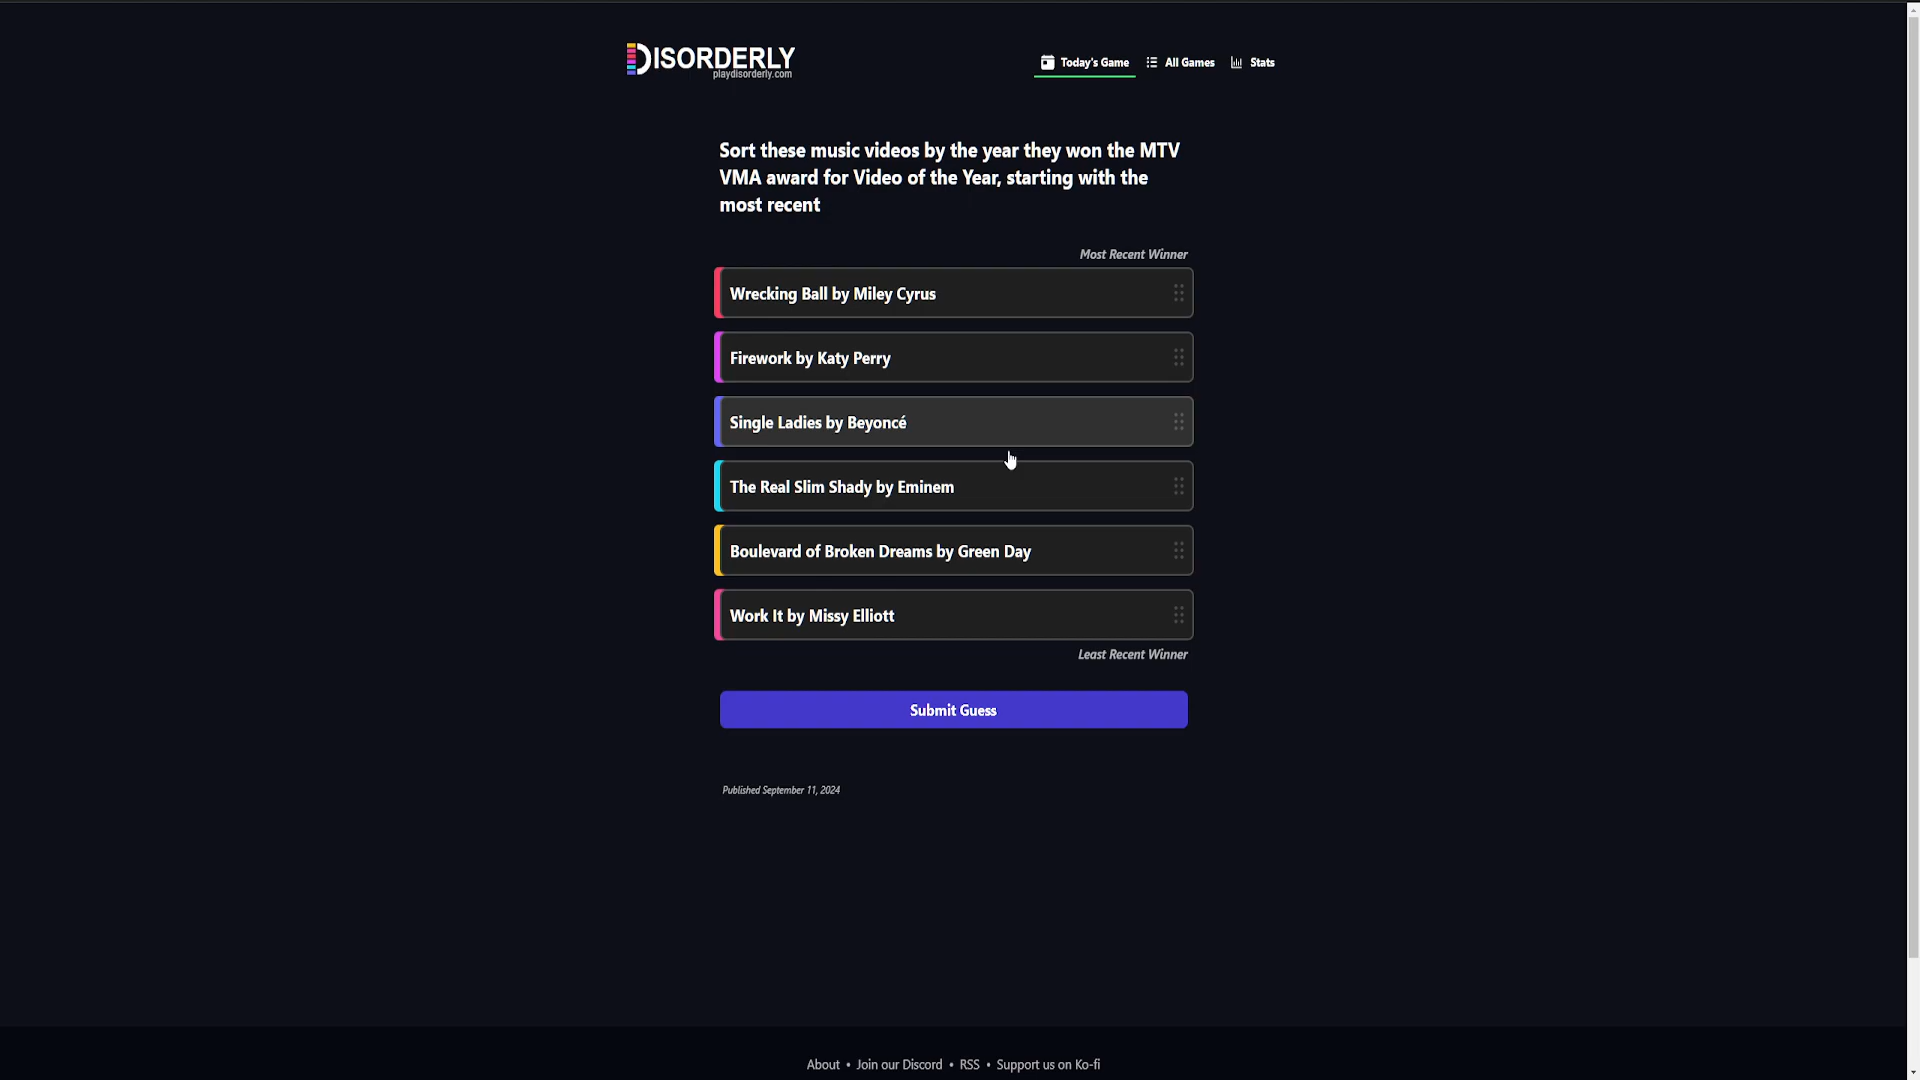 DISORDERLY
playdisorderly.com
Today's Game
All Games
Stats
Sort these music videos by the year they won the MTV
VMA award for Video of the Year, starting with the
most recent
Most Recent Winner
Wrecking Ball by Miley Cyrus
Firework by Katy Perry
Single Ladies by Beyoncé
The Real Slim Shady by Eminem
Boulevard of Broken Dreams by Green Day
Work It by Missy Elliott
Least Recent Winner
Submit Guess
Published September 11, 2024
About • Join our Discord • RSS • Support us on Ko-fi